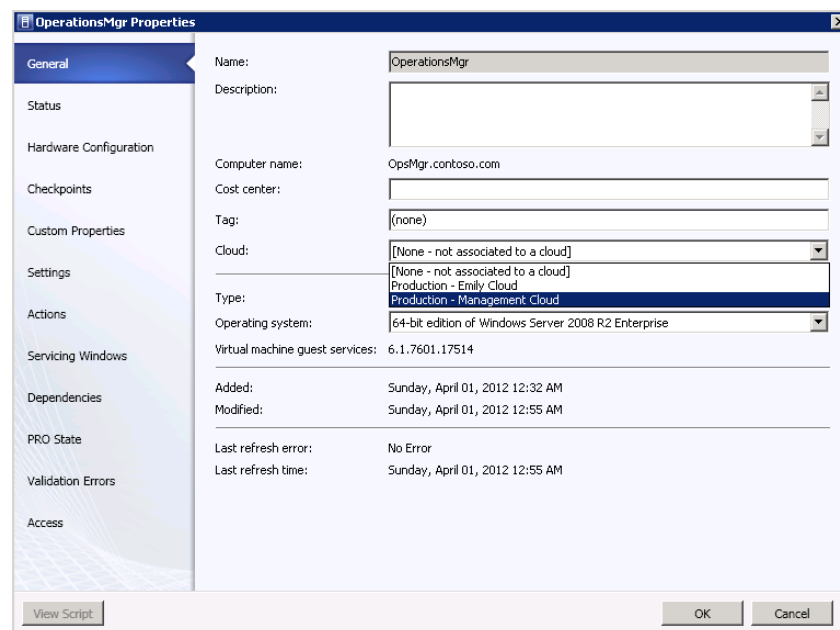 OperationsMgr Properties
General
Status
Hardware Configuration
Checkpoints
Custom Properties
Settings
Actions
Servicing Windows
Dependencies
PRO State
Validation Errors
Access
Name: OperationsMgr
Description:
Computer name: OpsMgr.contoso.com
Cost center:
Tag: (none)
Cloud: [None - not associated to a cloud]
[None - not associated to a cloud]
Production - Emily Cloud
Production - Management Cloud
Type:
Operating system: 64-bit edition of Windows Server 2008 R2 Enterprise
Virtual machine guest services: 6.1.7601.17514
Added: Sunday, April 01, 2012 12:32 AM
Modified: Sunday, April 01, 2012 12:55 AM
Last refresh error: No Error
Last refresh time: Sunday, April 01, 2012 12:55 AM
View Script
OK
Cancel